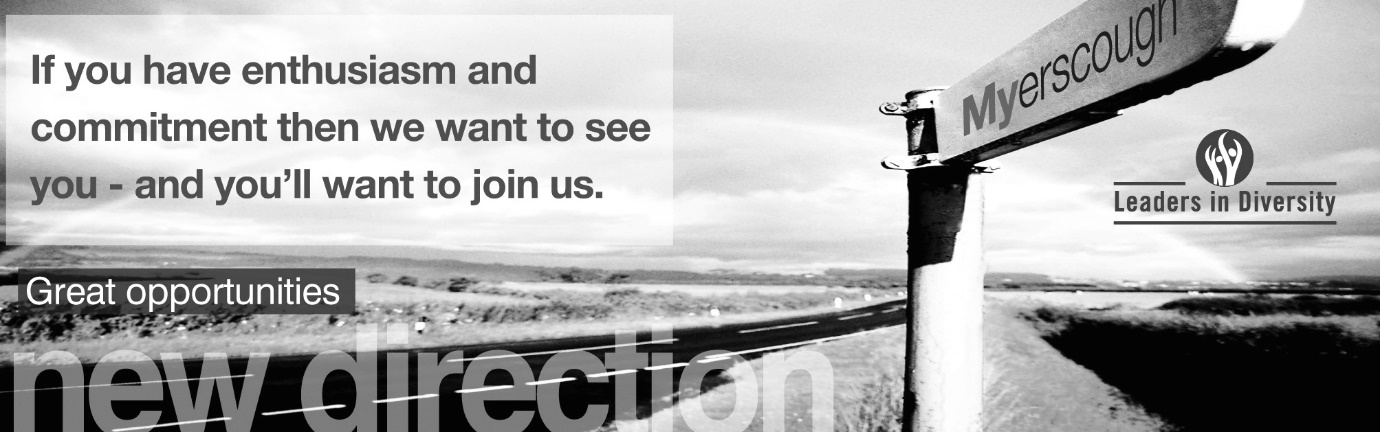 If you have enthusiasm and
commitment then we want to see
you - and you’ll want to join us.
Myerscough
Leaders in Diversity
Great opportunities
new direction